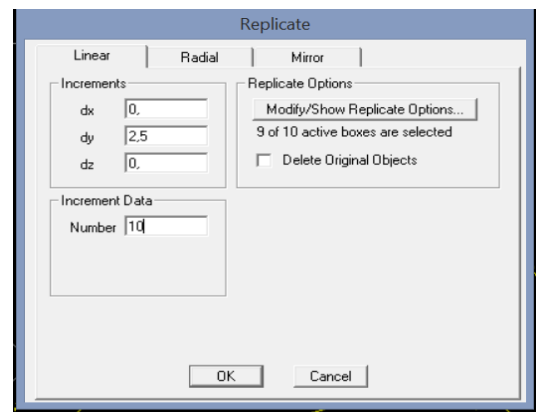 Replicate
Linear Radial Mirror
Increments
dx 0,
dy 2,5
dz 0,
Increment Data
Number 10
Replicate Options
Modify/Show Replicate Options...
9 of 10 active boxes are selected
Delete Original Objects
OK Cancel